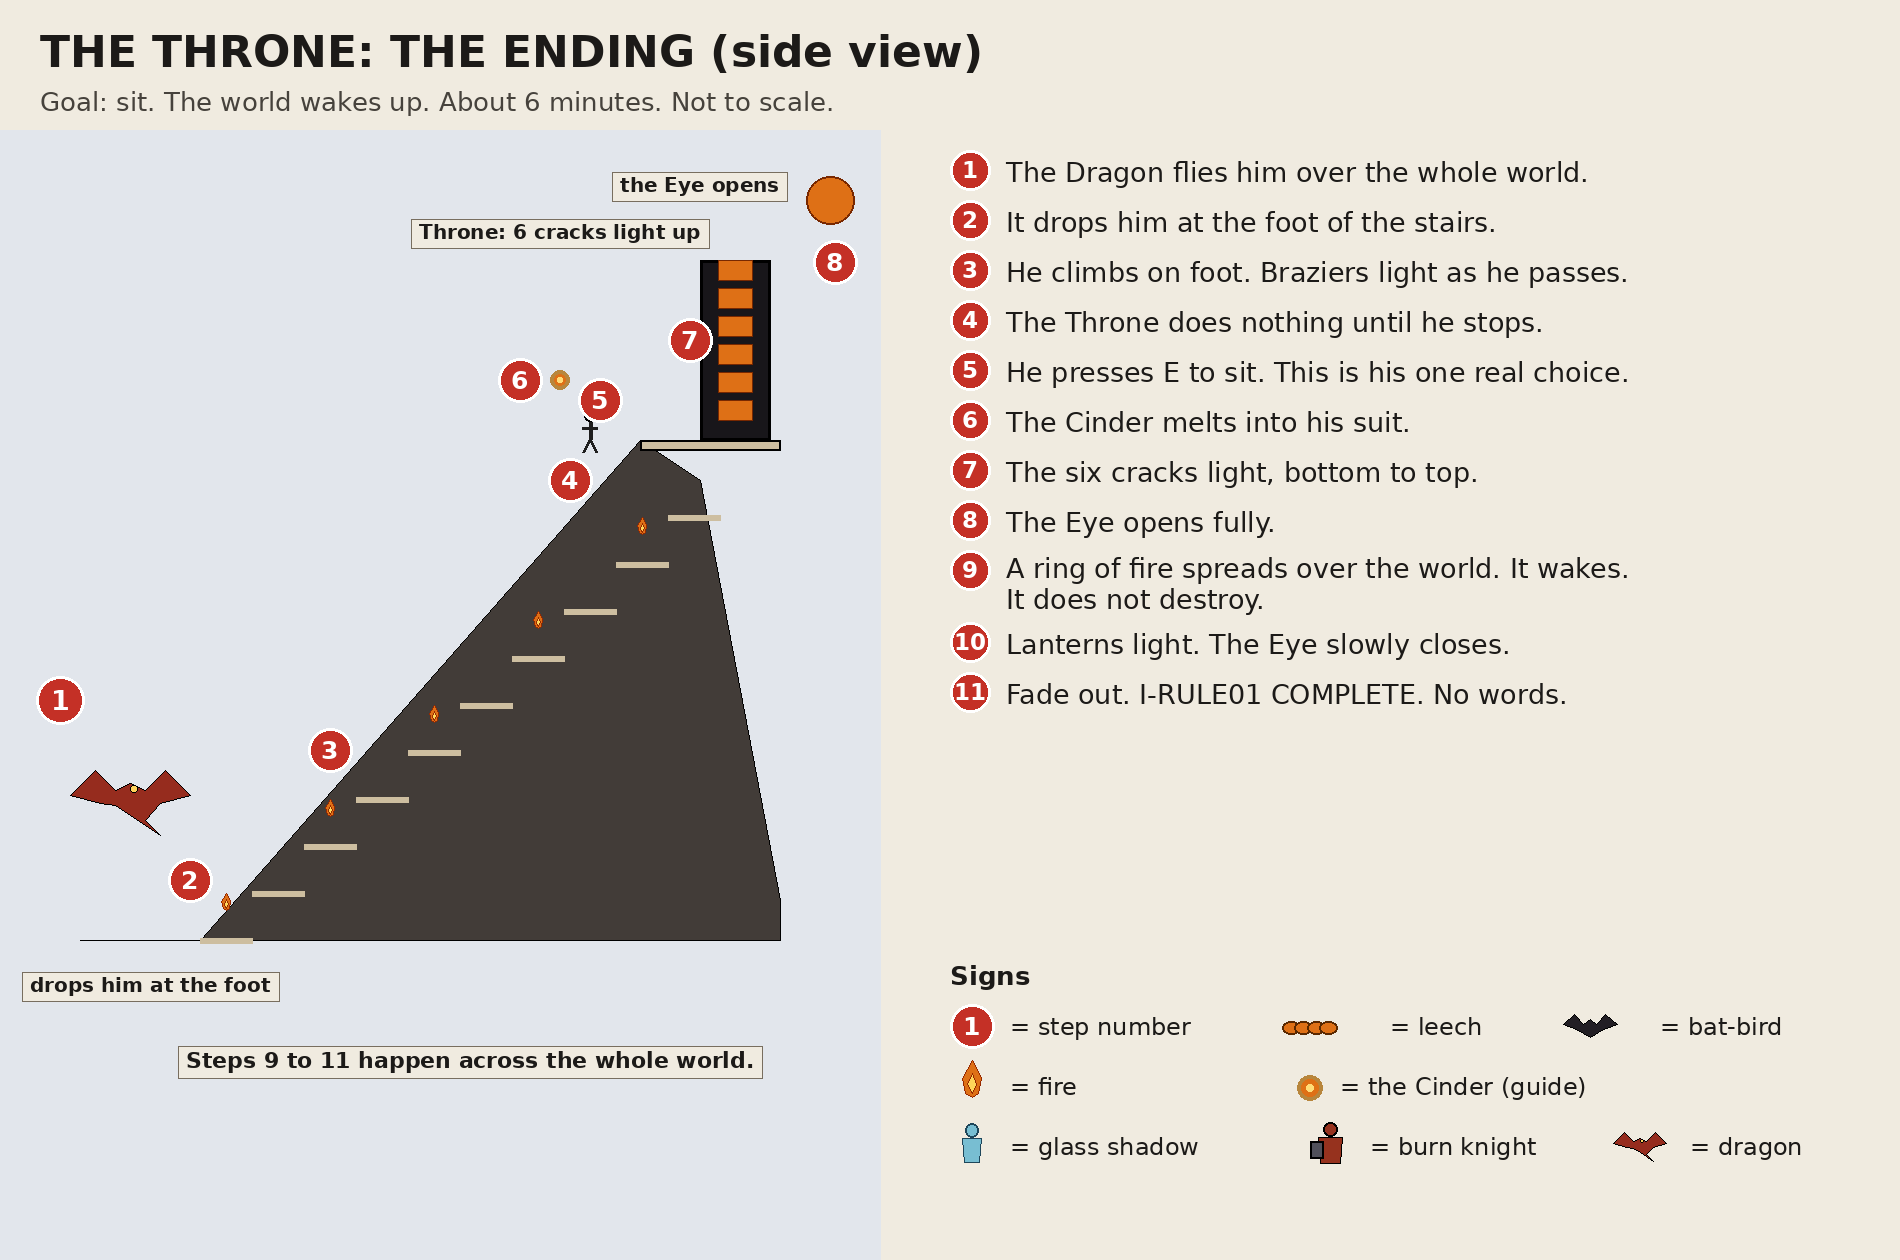 THE THRONE: THE ENDING (side view)
Goal: sit. The world wakes up. About 6 minutes. Not to scale.
the Eye opens
Throne: 6 cracks light up
8
7
6
5
4
1
3
2
drops him at the foot
Steps 9 to 11 happen across the whole world.
1 The Dragon flies him over the whole world.
2 It drops him at the foot of the stairs.
3 He climbs on foot. Braziers light as he passes.
4 The Throne does nothing until he stops.
5 He presses E to sit. This is his one real choice.
6 The Cinder melts into his suit.
7 The six cracks light, bottom to top.
8 The Eye opens fully.
9 A ring of fire spreads over the world. It wakes.
It does not destroy.
10 Lanterns light. The Eye slowly closes.
11 Fade out. I-RULE01 COMPLETE. No words.
Signs
1 = step number = leech = bat-bird
= fire = the Cinder (guide)
= glass shadow = burn knight = dragon